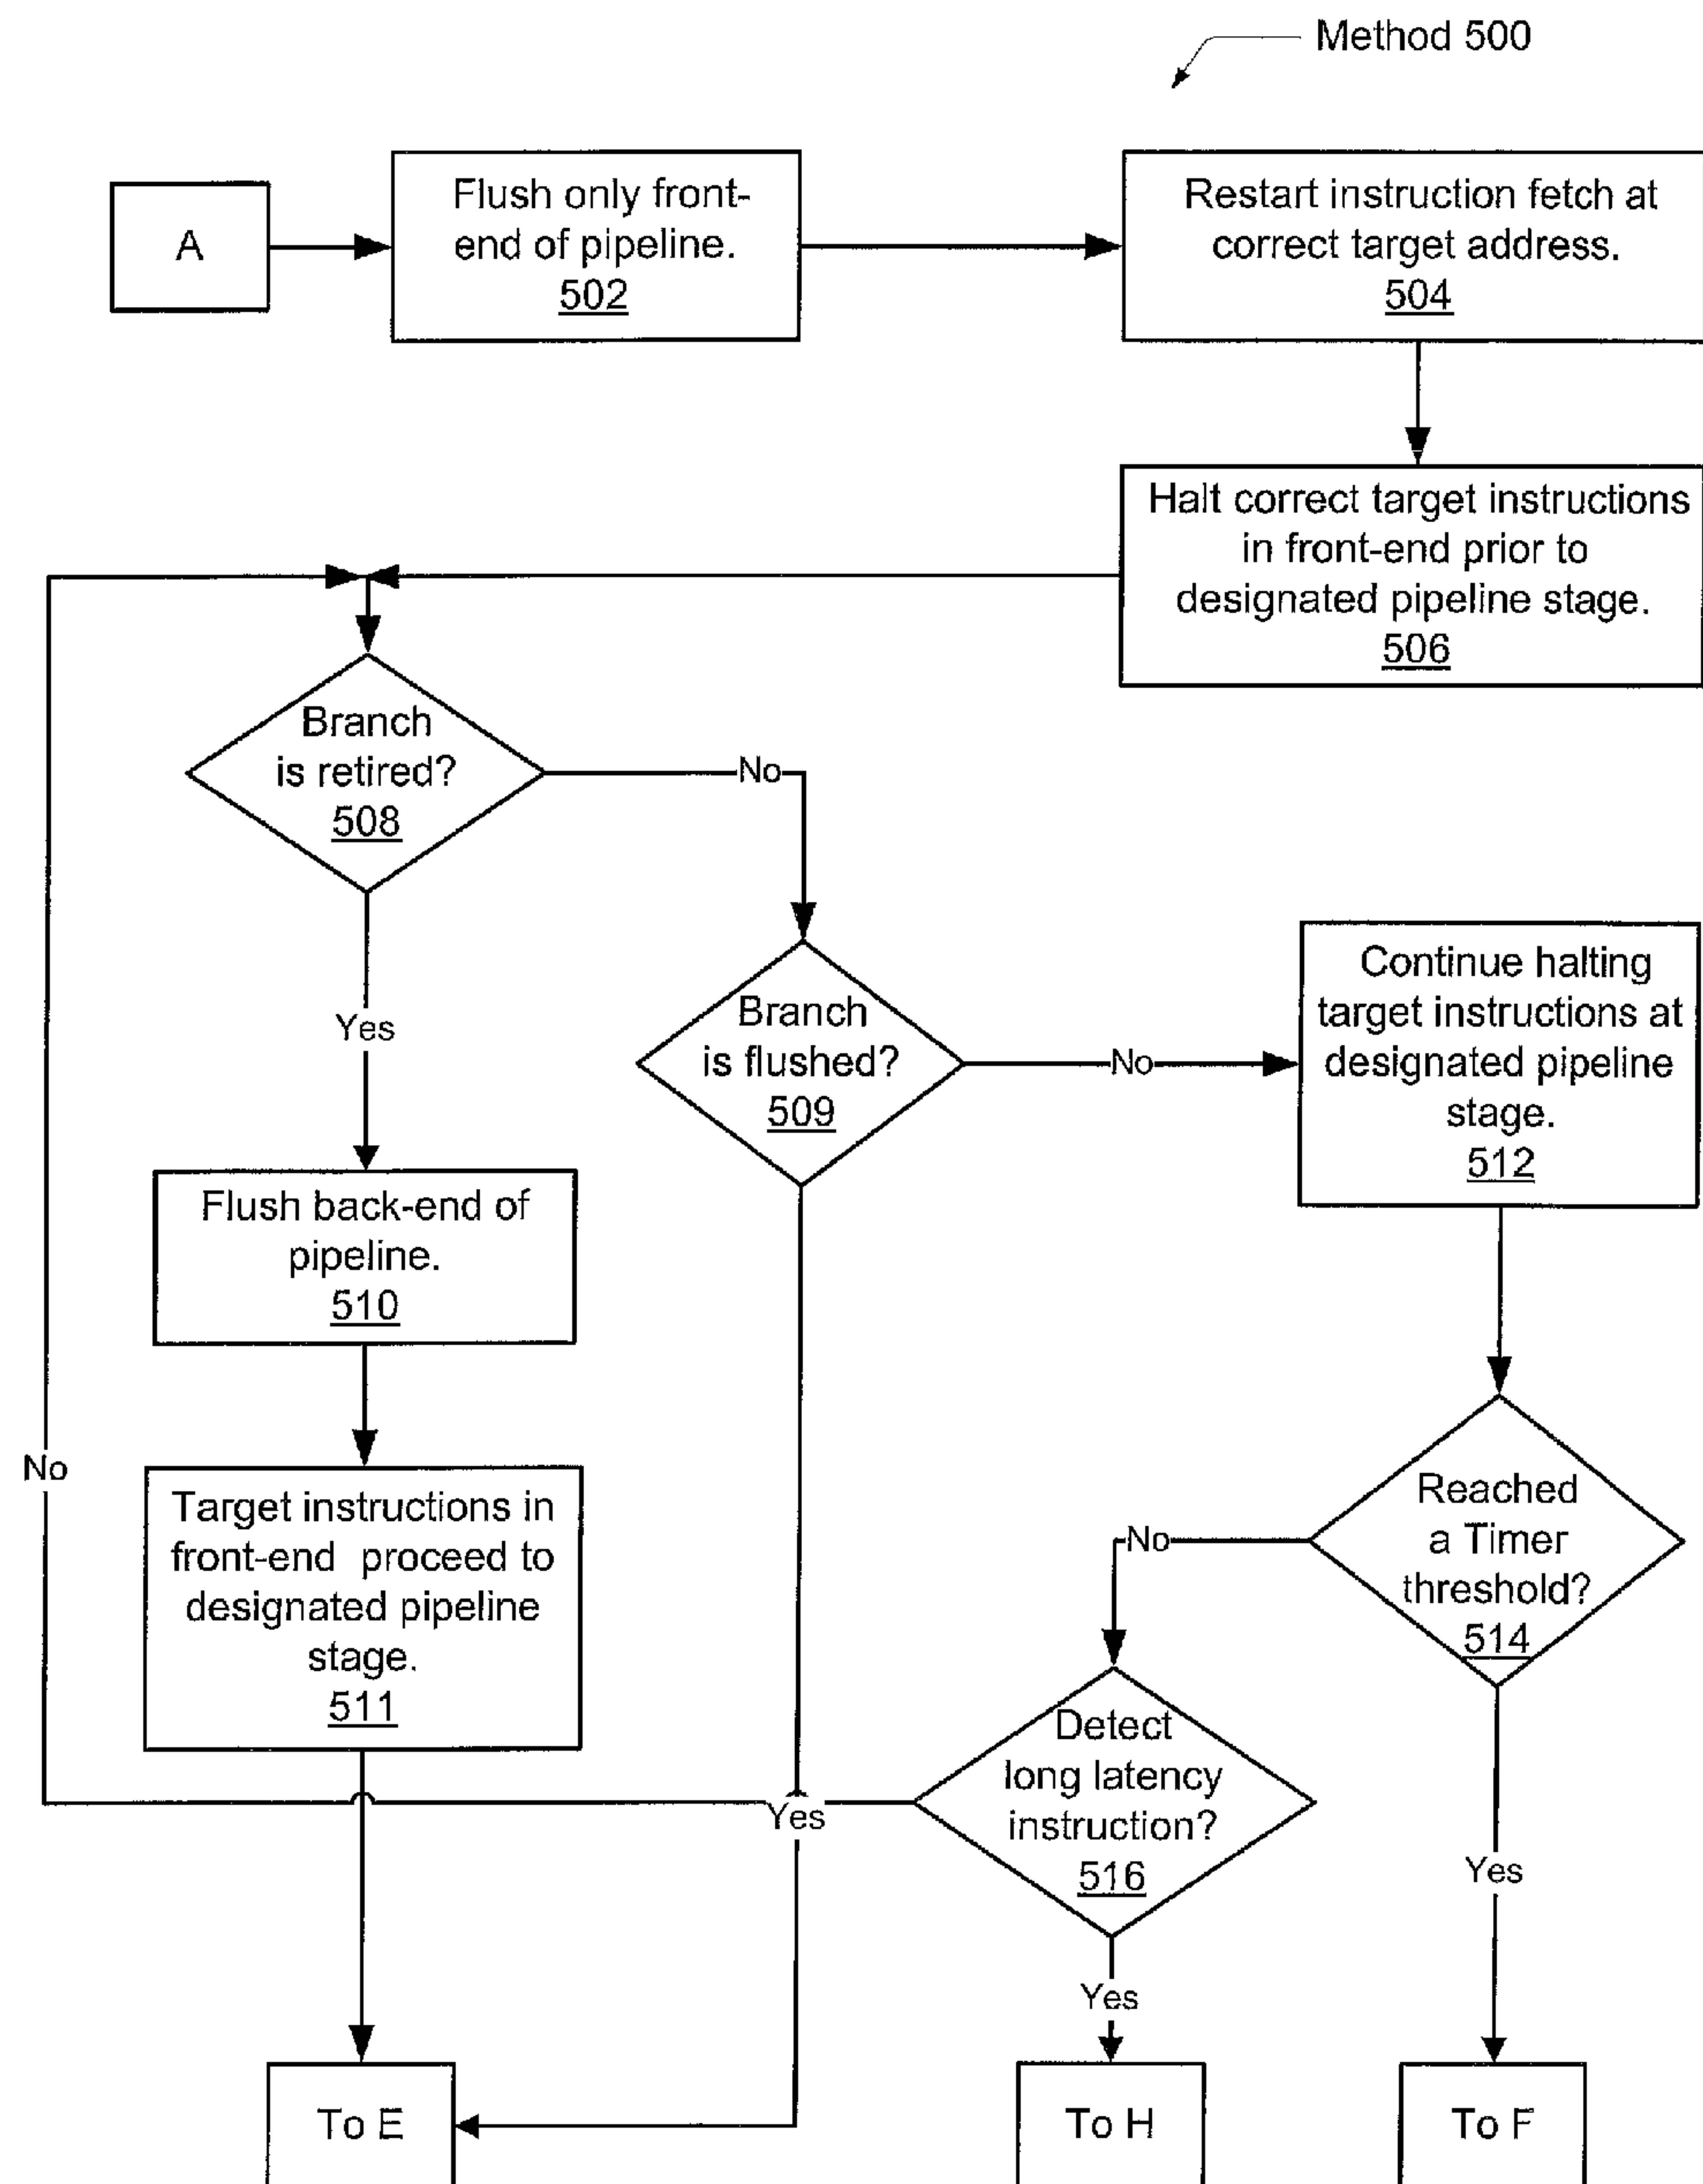 Method 500
A
Flush only front-
end of pipeline.
502
Restart instruction fetch at
correct target address.
504
Halt correct target instructions
in front-end prior to
designated pipeline stage.
506
Branch
is retired?
508
No
Branch
is flushed?
509
No
Continue halting
target instructions at
designated pipeline
stage.
512
Yes
Flush back-end of
pipeline.
510
No
Target instructions in
front-end proceed to
designated pipeline
stage.
511
Reached
a Timer
threshold?
514
No
Detect
long latency
instruction?
516
Yes
Yes
Yes
To E
To H
To F